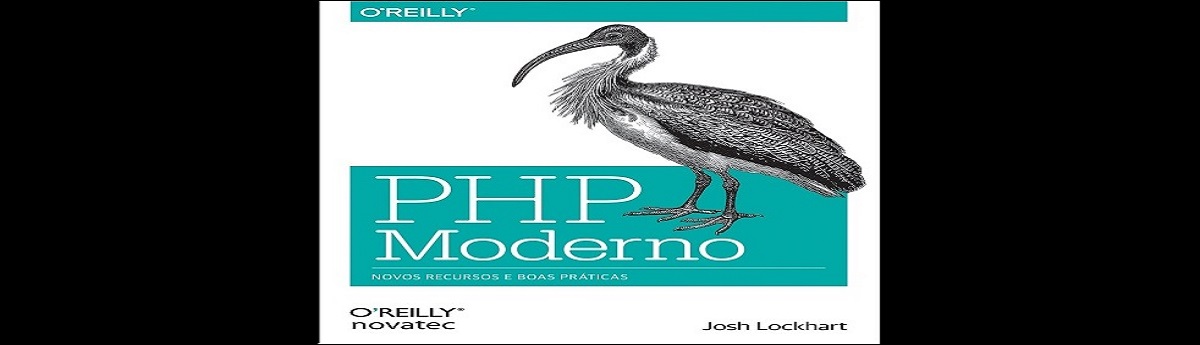 O'REILLY®
PHP
Moderno
NOVOS RECURSOS E BOAS PRÁTICAS
O'REILLY®
novatec
Josh Lockhart